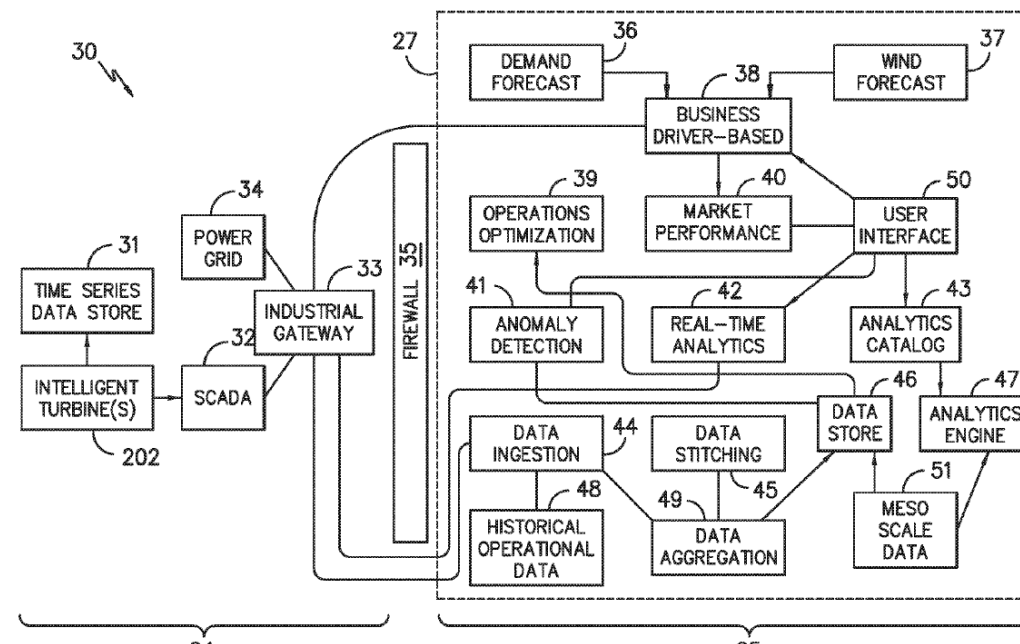 30
27
36
37
DEMAND
FORECAST
WIND
FORECAST
38
BUSINESS
DRIVER-BASED
39
40
50
OPERATIONS
OPTIMIZATION
MARKET
PERFORMANCE
USER
INTERFACE
34
POWER
GRID
31
33
TIME SERIES
DATA STORE
INDUSTRIAL
GATEWAY
FIREWALL 35
41
42
43
ANOMALY
DETECTION
REAL-TIME
ANALYTICS
ANALYTICS
CATALOG
32
INTELLIGENT
TURBINE(S)
SCADA
202
46
47
DATA
STORE
ANALYTICS
ENGINE
44
DATA
INGESTION
DATA
STITCHING
45
51
48
49
HISTORICAL
OPERATIONAL
DATA
DATA
AGGREGATION
MESO
SCALE
DATA